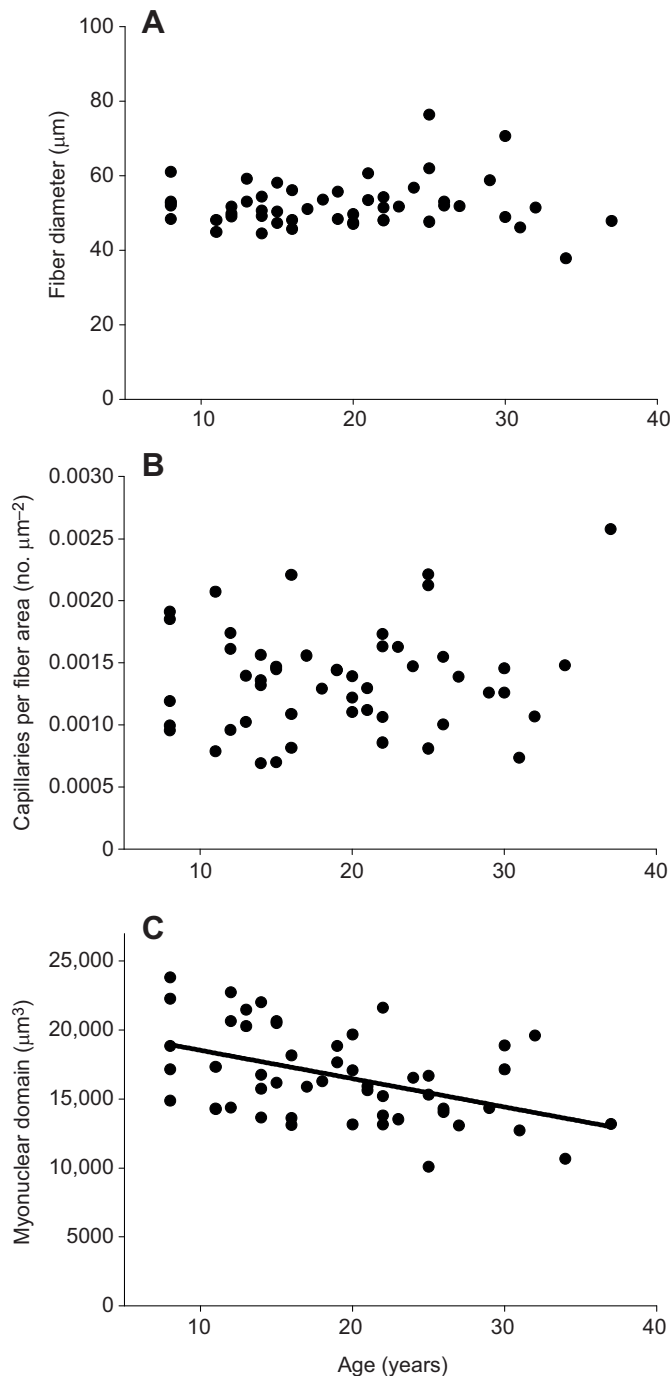 A
100
80
60
40
20
0
Fiber diameter (μm)
10 20 30 40
B
0.0030
0.0025
0.0020
0.0015
0.0010
0.0005
0
Capillaries per fiber area (no. μm–2)
10 20 30 40
C
25,000
20,000
15,000
10,000
5000
0
Myonuclear domain (μm3)
10 20 30 40
Age (years)